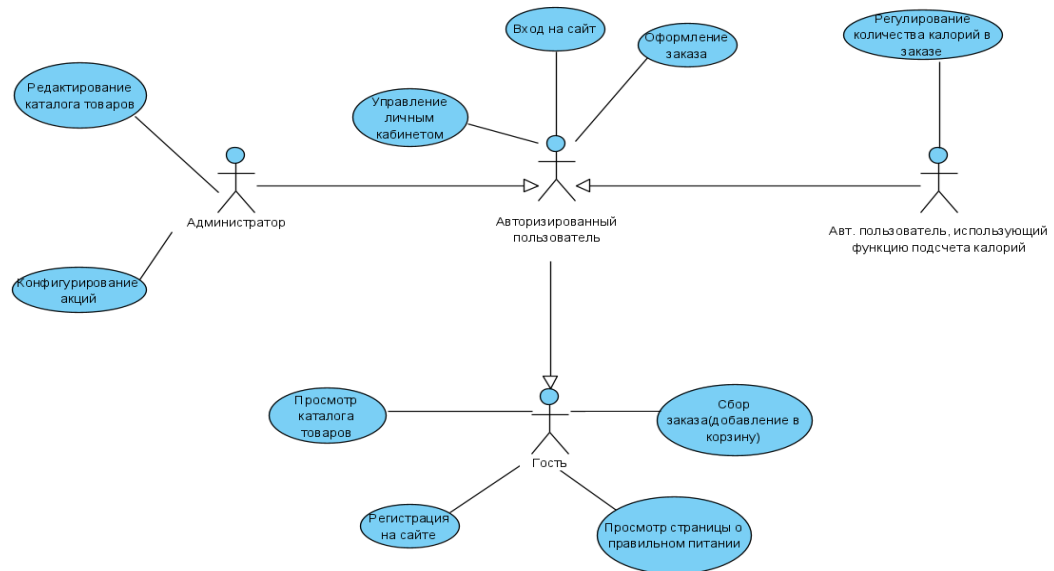 Вход на сайт
Оформление
заказа
Регулирование
количества калорий в
заказе
Редактирование
каталога товаров
Управление
личным
кабинетом
Администратор
Авторизированный
пользователь
Авт. пользователь, использующий
функцию подсчета калорий
Конфигурирование
акций
Просмотр
каталога
товаров
Сбор
заказа(добавление в
корзину)
Гость
Регистрация
на сайте
Просмотр страницы о
правильном питании